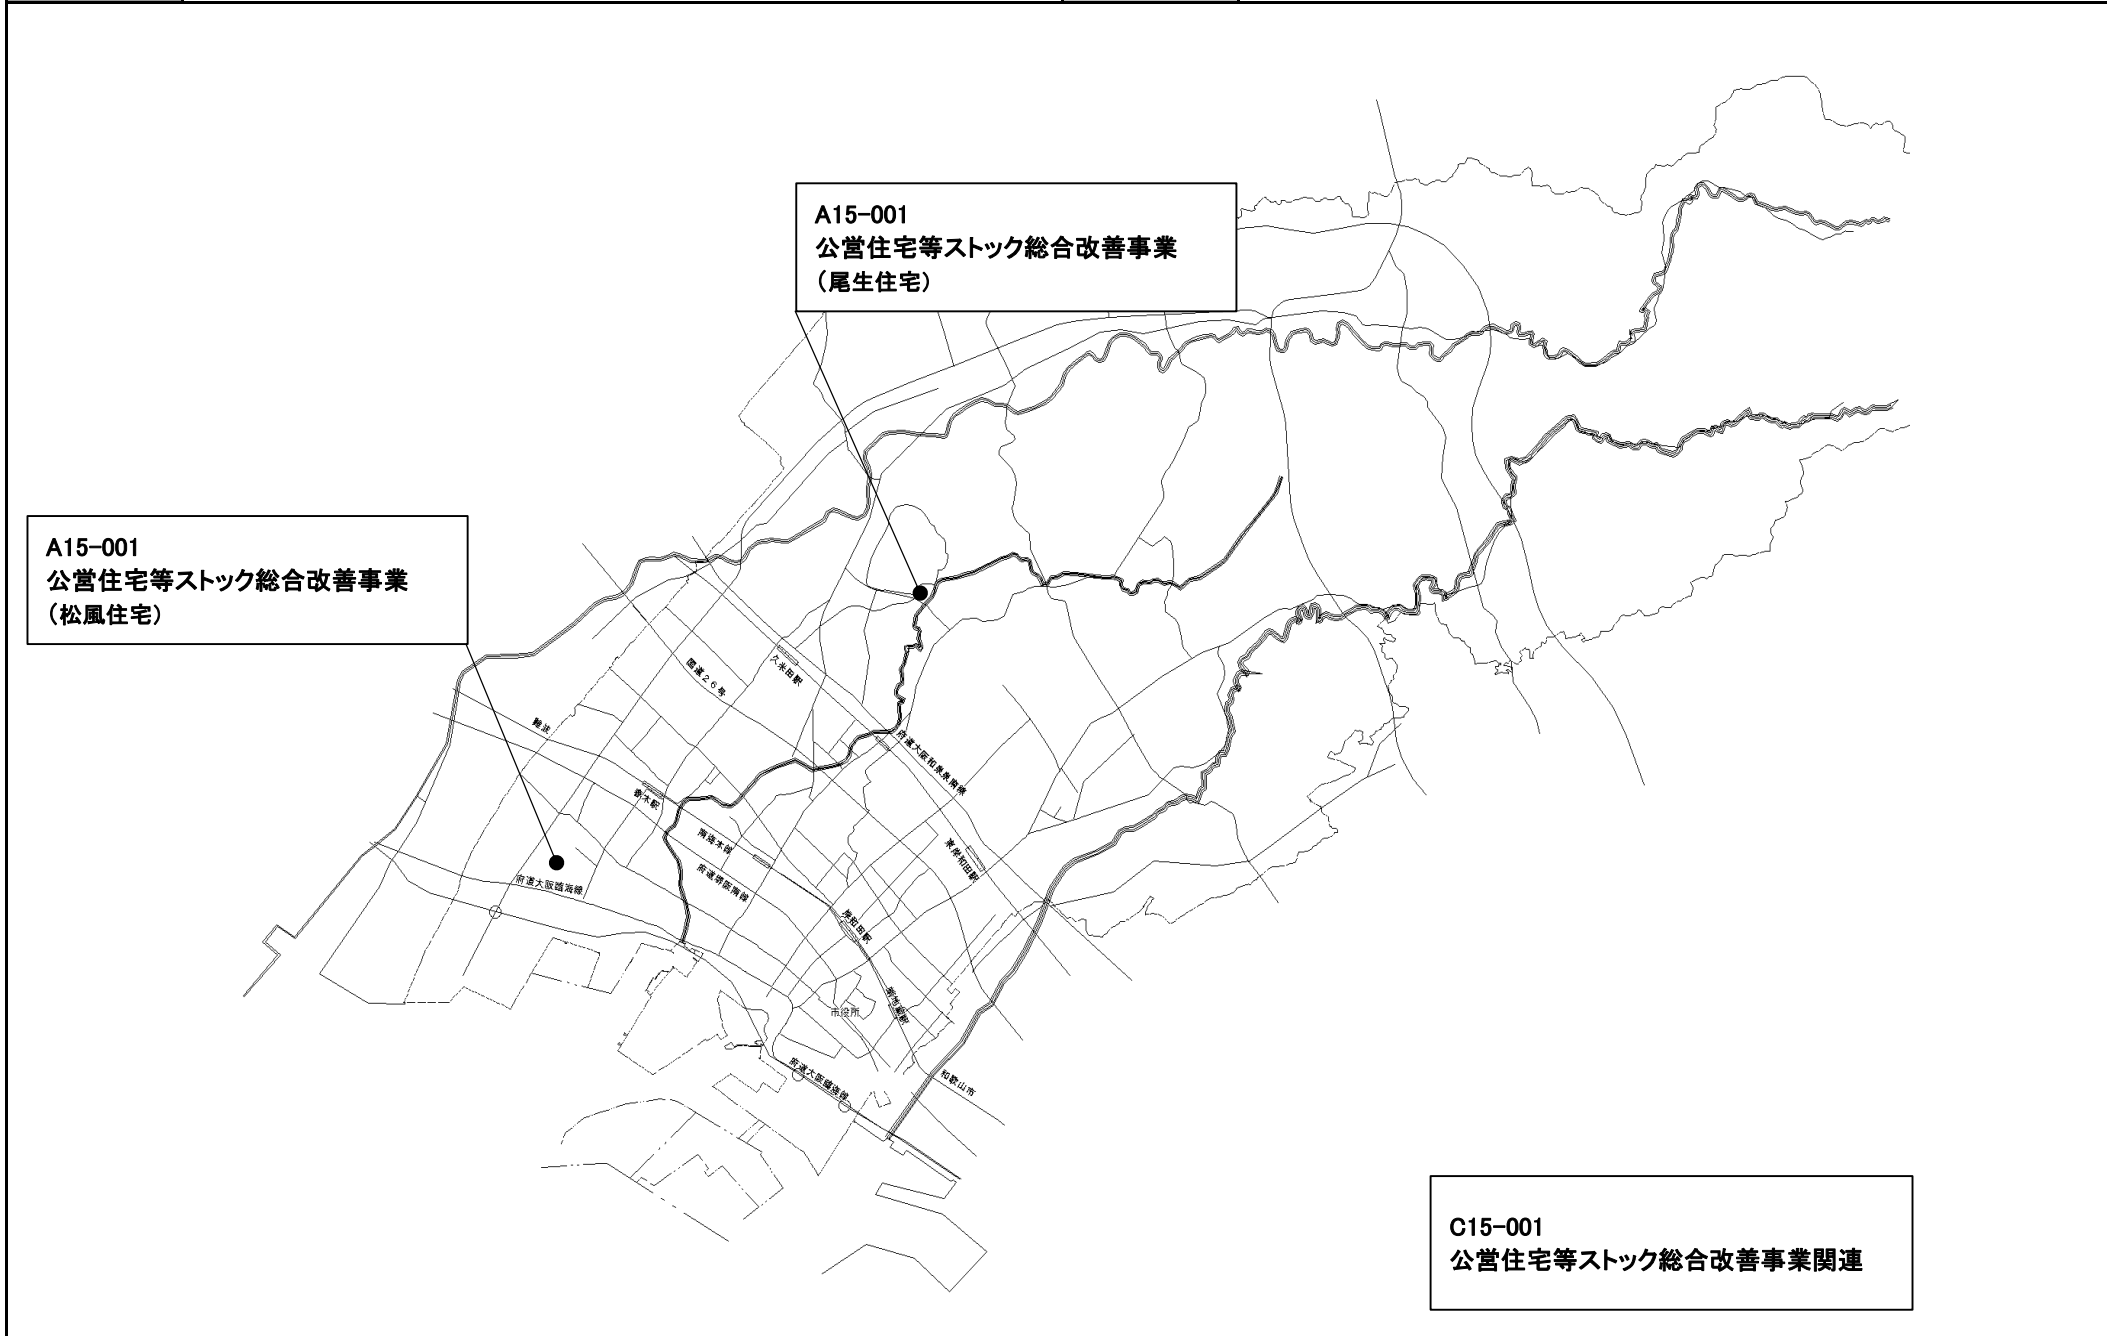 A15-001
公営住宅等ストック総合改善事業
（尾生住宅）
A15-001
公営住宅等ストック総合改善事業
（松風住宅）
久米田駅
国道26号
難波
府道大阪和泉泉南線
春木駅
南海本線
東岸和田駅
府道堺阪南線
府道大阪臨海線
岸和田駅
蛸地蔵駅
市役所
府道大阪臨海線
和歌山市
C15-001
公営住宅等ストック総合改善事業関連